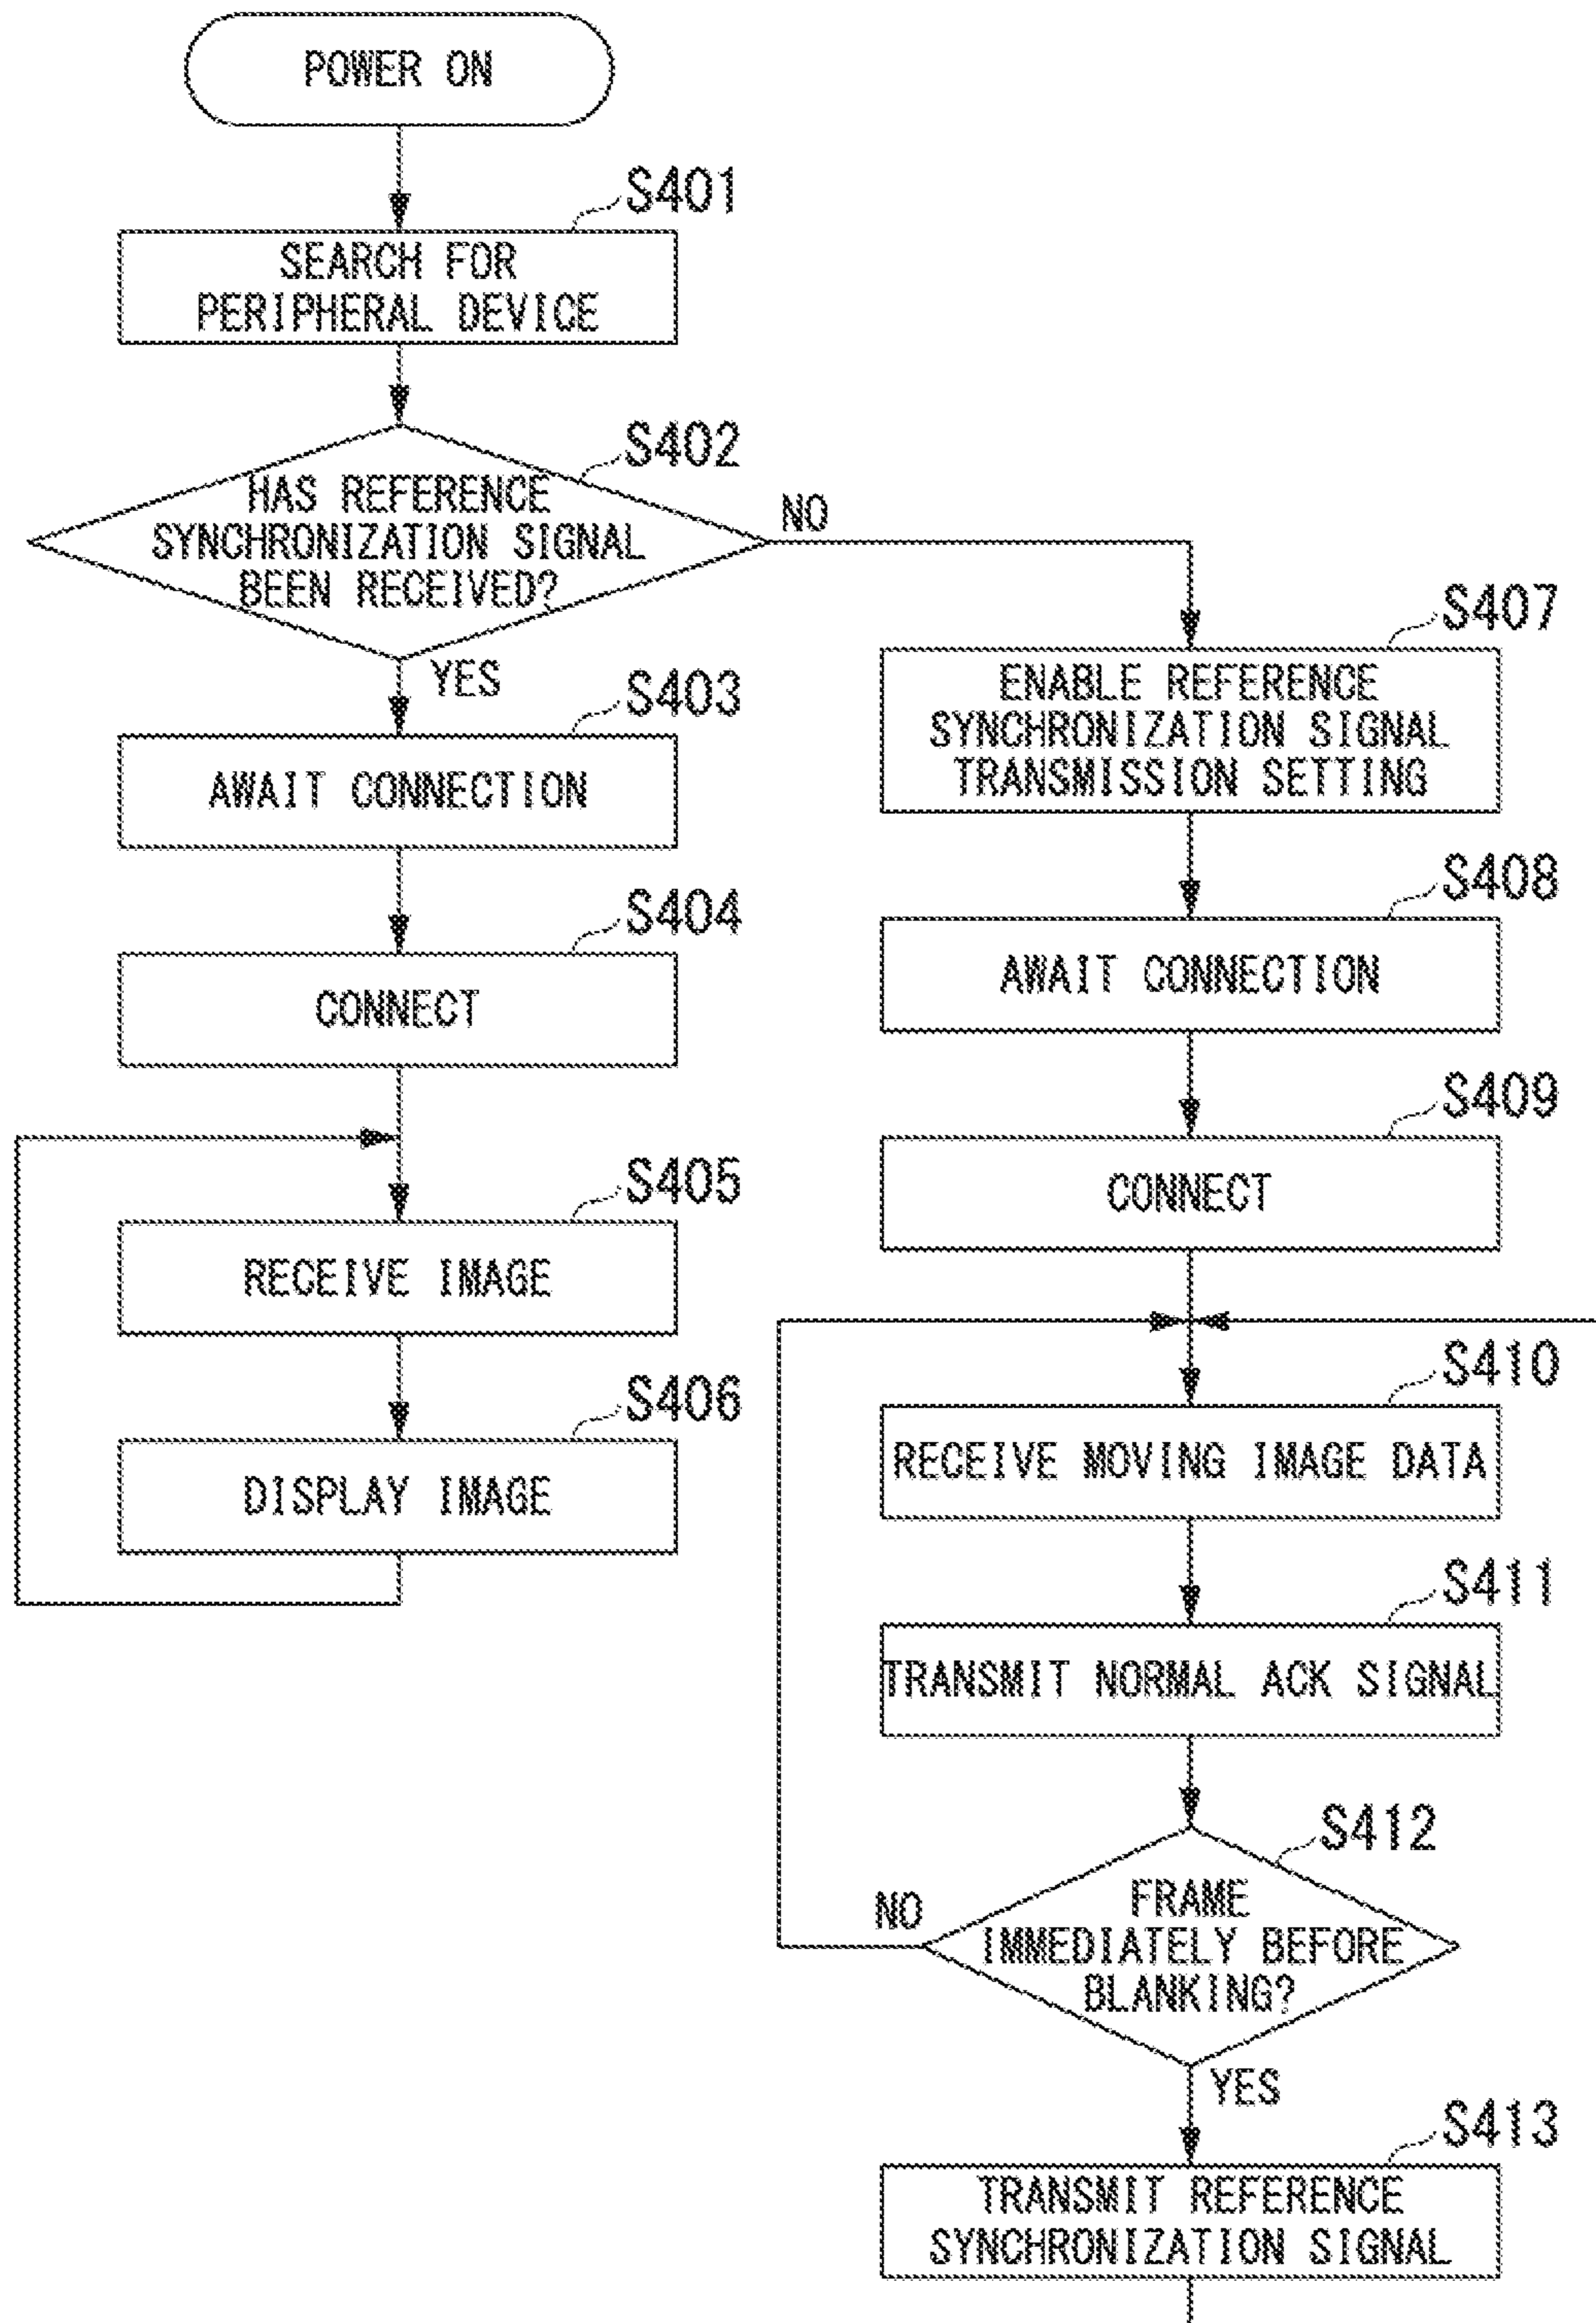 POWER ON
S401
SEARCH FOR
PERIPHERAL DEVICE
S402
HAS REFERENCE
SYNCHRONIZATION SIGNAL
BEEN RECEIVED?
NO
YES
S403
AWAIT CONNECTION
S404
CONNECT
S405
RECEIVE IMAGE
S406
DISPLAY IMAGE
S407
ENABLE REFERENCE
SYNCHRONIZATION SIGNAL
TRANSMISSION SETTING
S408
AWAIT CONNECTION
S409
CONNECT
S410
RECEIVE MOVING IMAGE DATA
S411
TRANSMIT NORMAL ACK SIGNAL
S412
FRAME
IMMEDIATELY BEFORE
BLANKING?
NO
YES
S413
TRANSMIT REFERENCE
SYNCHRONIZATION SIGNAL